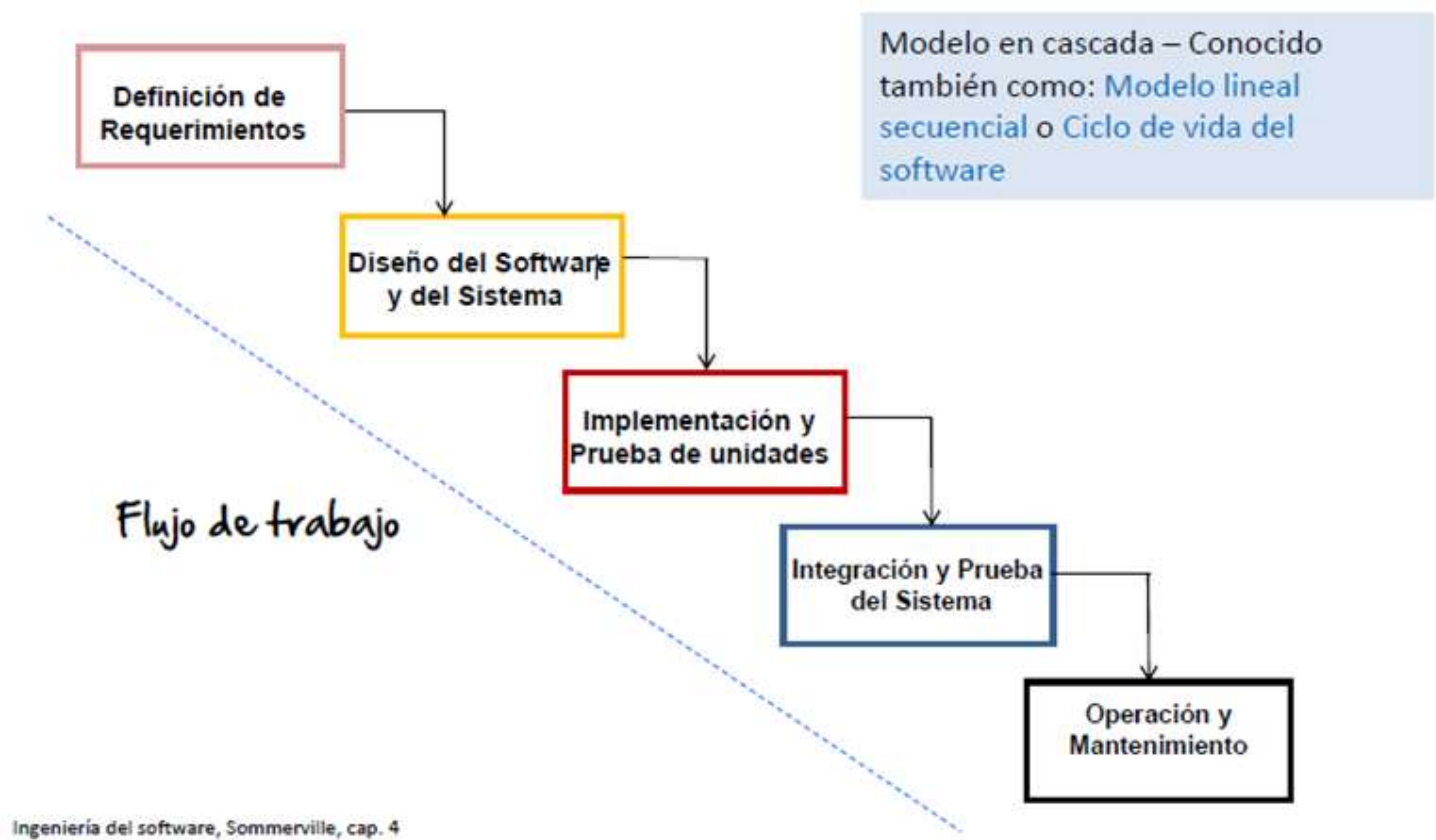 Modelo en cascada – Conocido
también como: Modelo lineal
secuencial o Ciclo de vida del
software
Definición de
Requerimientos
Diseño del Software
y del Sistema
Implementación y
Prueba de unidades
Flujo de trabajo
Integración y Prueba
del Sistema
Operación y
Mantenimiento
Ingeniería del software, Sommerville, cap. 4